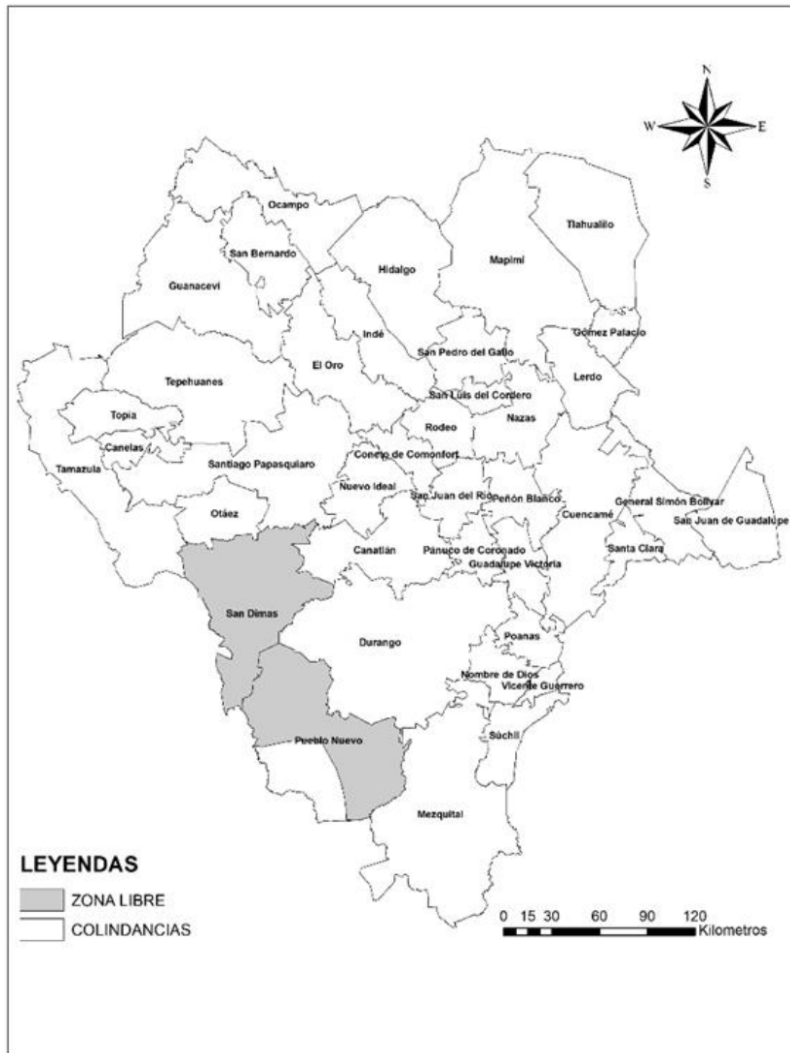 N
W E
S
Ocampo
Tlahualilo
San Bernardo
Mapimí
Hidalgo
Guanaceví
Indé
Gómez Palacio
San Pedro del Gallo
El Oro
Lerdo
Tepehuanes
San Luis del Cordero
Topia
Nazas
Rodeo
Canelas
Coneto de Comonfort
Santiago Papasquiaro
Tamazula
Nuevo Ideal
San Juan del Río
Peñón Blanco
General Simón Bolívar
Otáez
Cuencamé
San Juan de Guadalupe
Canatlán
Pánuco de Coronado
Santa Clara
Guadalupe Victoria
San Dimas
Poanas
Durango
Nombre de Dios
Vicente Guerrero
Súchil
Pueblo Nuevo
Mezquital
LEYENDAS
ZONA LIBRE
COLINDANCIAS
0 15 30 60 90 120
Kilometros